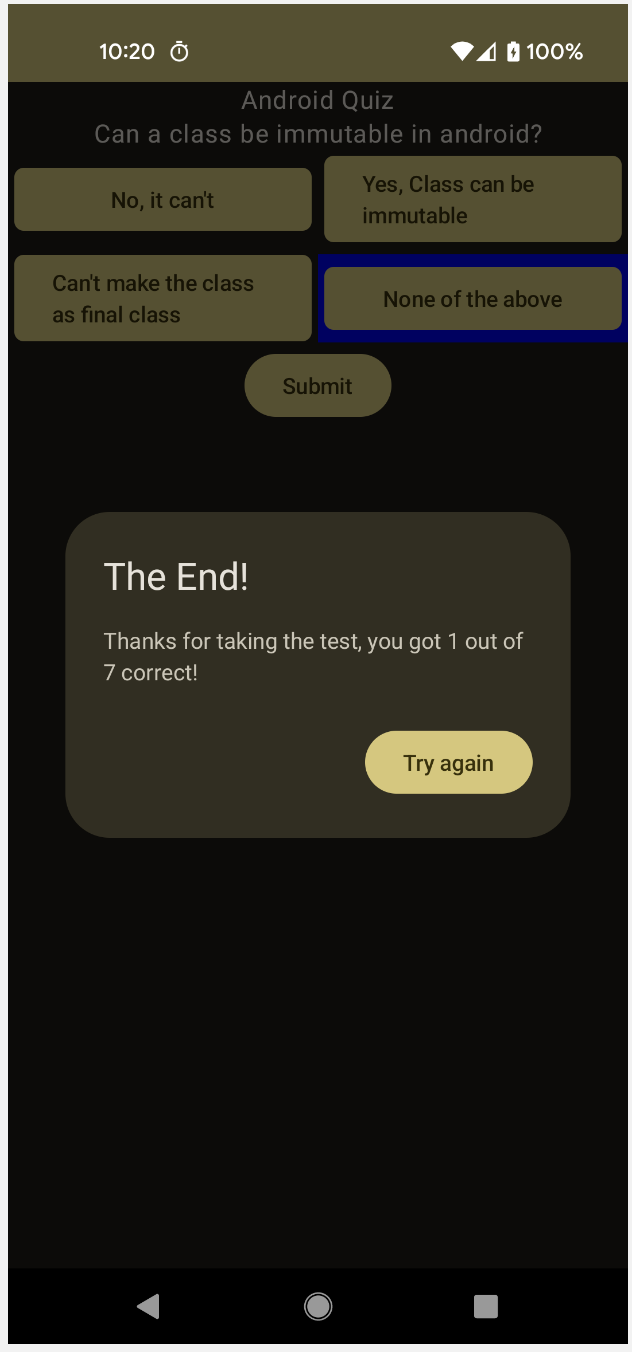 10:20
100%
Android Quiz
Can a class be immutable in android?
No, it can't
Yes, Class can be
immutable
Can't make the class
as final class
None of the above
Submit
The End!
Thanks for taking the test, you got 1 out of
7 correct!
Try again